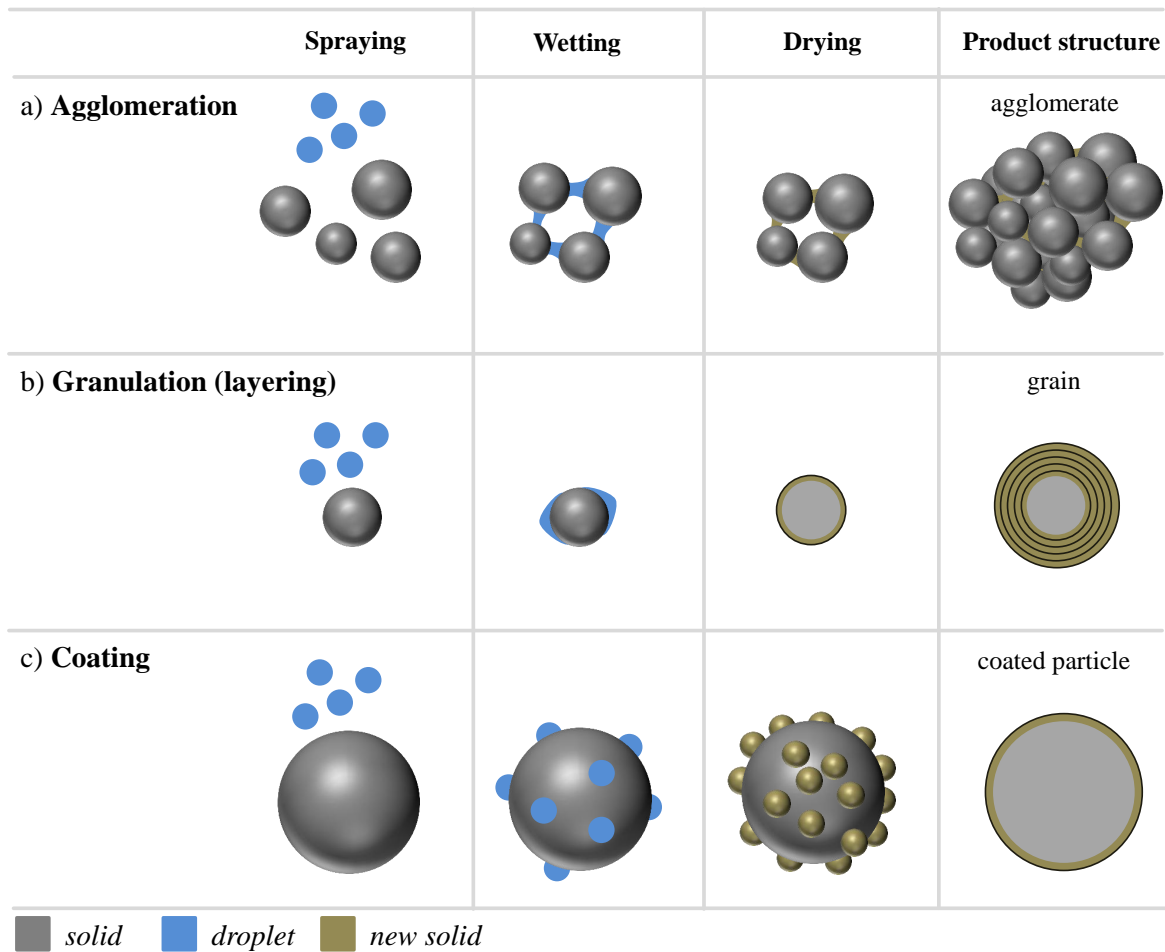 Spraying Wetting Drying Product structure
a) Agglomeration
agglomerate
b) Granulation (layering)
grain
c) Coating
coated particle
solid droplet new solid